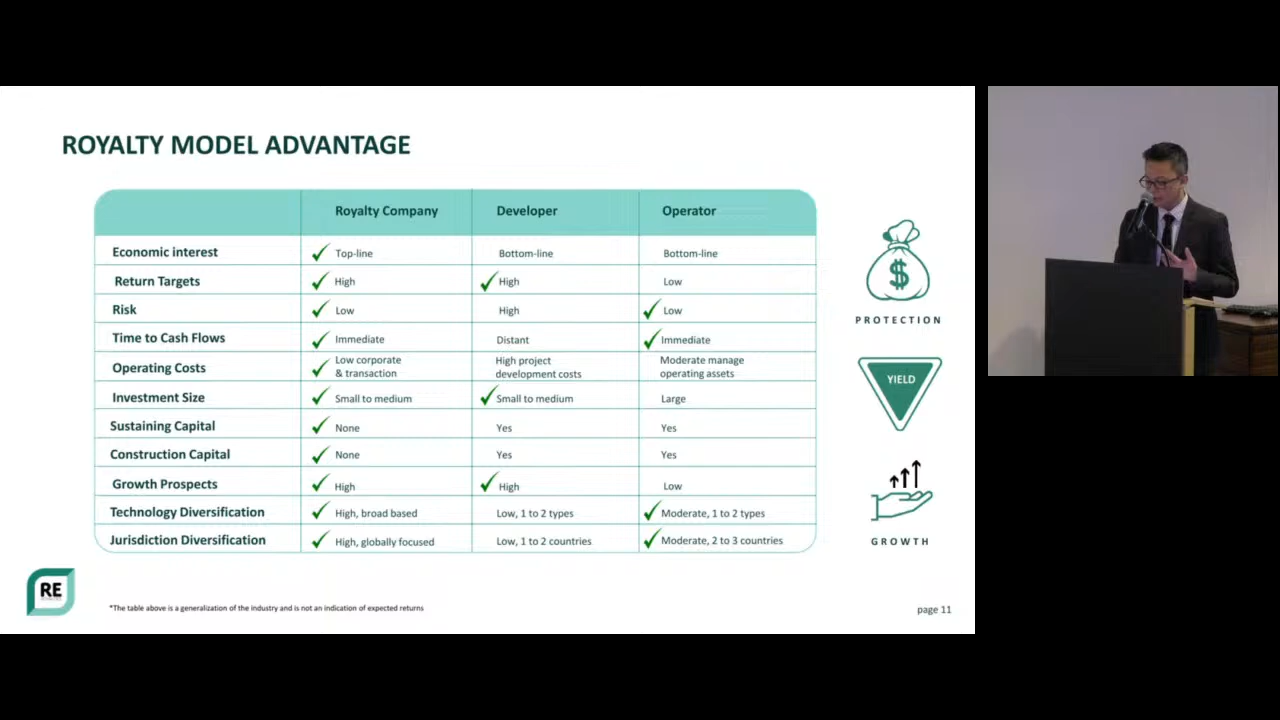 ROYALTY MODEL ADVANTAGE
Royalty Company Developer Operator
Economic interest Top-line Bottom-line Bottom-line
Return Targets High High Low
Risk Low High Low
Time to Cash Flows Immediate Distant Immediate
Operating Costs Low corporate & transaction High project development costs Moderate manage operating assets
Investment Size Small to medium Small to medium Large
Sustaining Capital None Yes Yes
Construction Capital None Yes Yes
Growth Prospects High High Low
Technology Diversification High, broad based Low, 1 to 2 types Moderate, 1 to 2 types
Jurisdiction Diversification High, globally focused Low, 1 to 2 countries Moderate, 2 to 3 countries
$
PROTECTION
YIELD
GROWTH
RE
*The table above is a generalization of the industry and is not an indication of expected returns
page 11